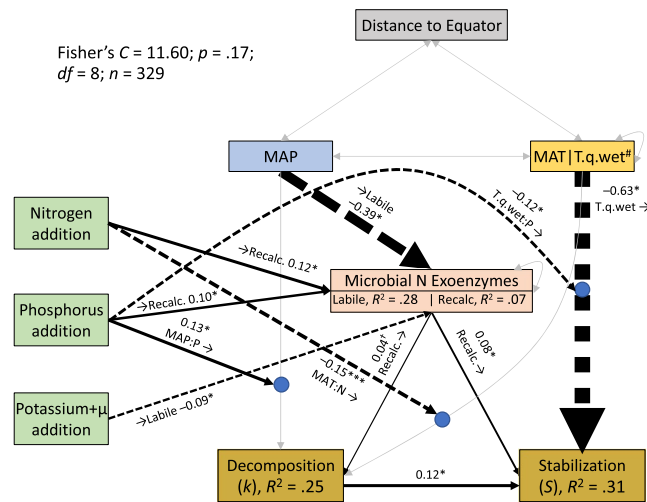 Distance to Equator
Fisher's C = 11.60; p = .17;
df = 8; n = 329
MAP
MAT|T.q.wet#
→Labile
−0.39*
−0.12*
T.q.wet:P →
−0.63*
T.q.wet →
Nitrogen
addition
→Recalc. 0.12*
Microbial N Exoenzymes
Labile, R² = .28 | Recalc, R² = .07
Phosphorus
addition
→Recalc. 0.10*
0.13*
MAP:P →
0.04†
Recalc.→
0.08*
Recalc.→
−0.15***
MAT:N→
Potassium+μ
addition
→Labile −0.09*
Decomposition
(k), R² = .25
0.12*
Stabilization
(S), R² = .31